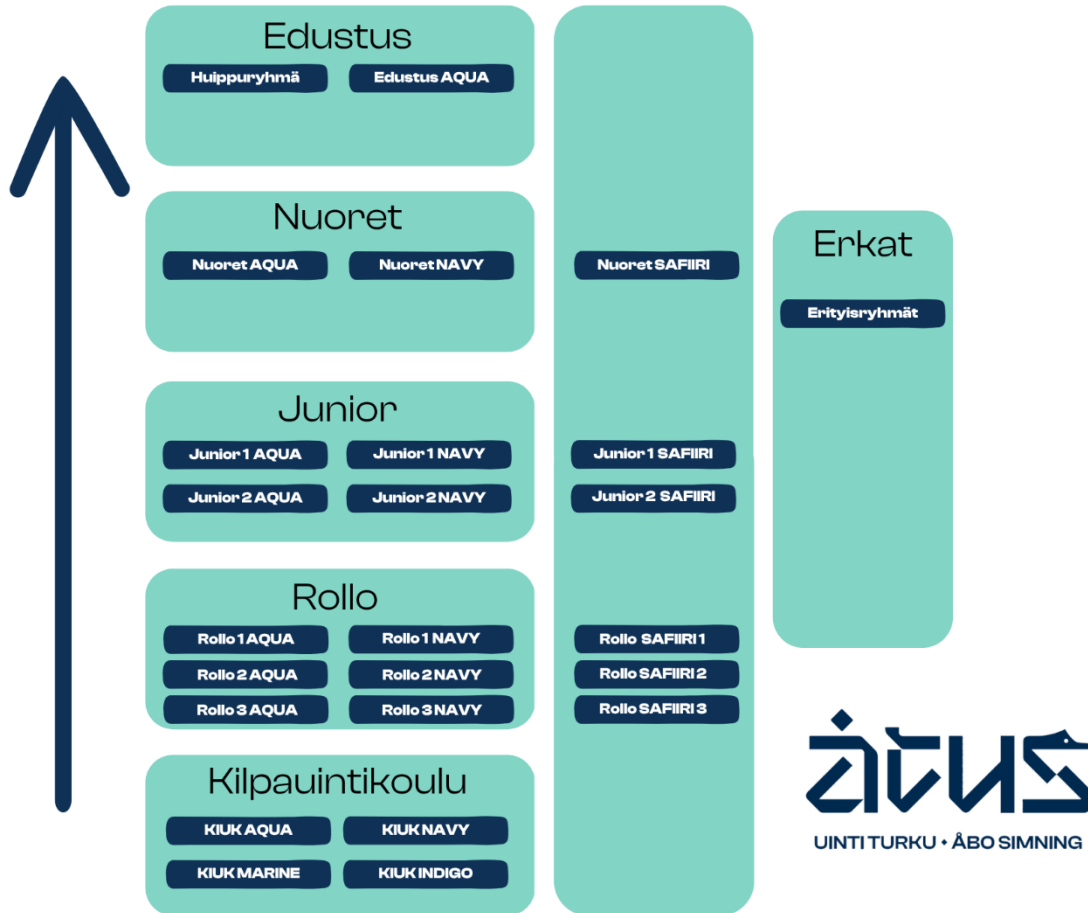 Edustus
Huippuryhmä
Edustus AQUA
Nuoret
Nuoret AQUA
Nuoret NAVY
Nuoret SAFIIRI
Erkat
Erityisryhmät
Junior
Junior 1 AQUA
Junior 1 NAVY
Junior 1 SAFIIRI
Junior 2 AQUA
Junior 2 NAVY
Junior 2 SAFIIRI
Rollo
Rollo 1 AQUA
Rollo 1 NAVY
Rollo SAFIIRI 1
Rollo 2 AQUA
Rollo 2 NAVY
Rollo SAFIIRI 2
Rollo 3 AQUA
Rollo 3 NAVY
Rollo SAFIIRI 3
Kilpauintikoulu
KIUK AQUA
KIUK NAVY
KIUK MARINE
KIUK INDIGO
åtus
UINTI TURKU • ÅBO SIMNING